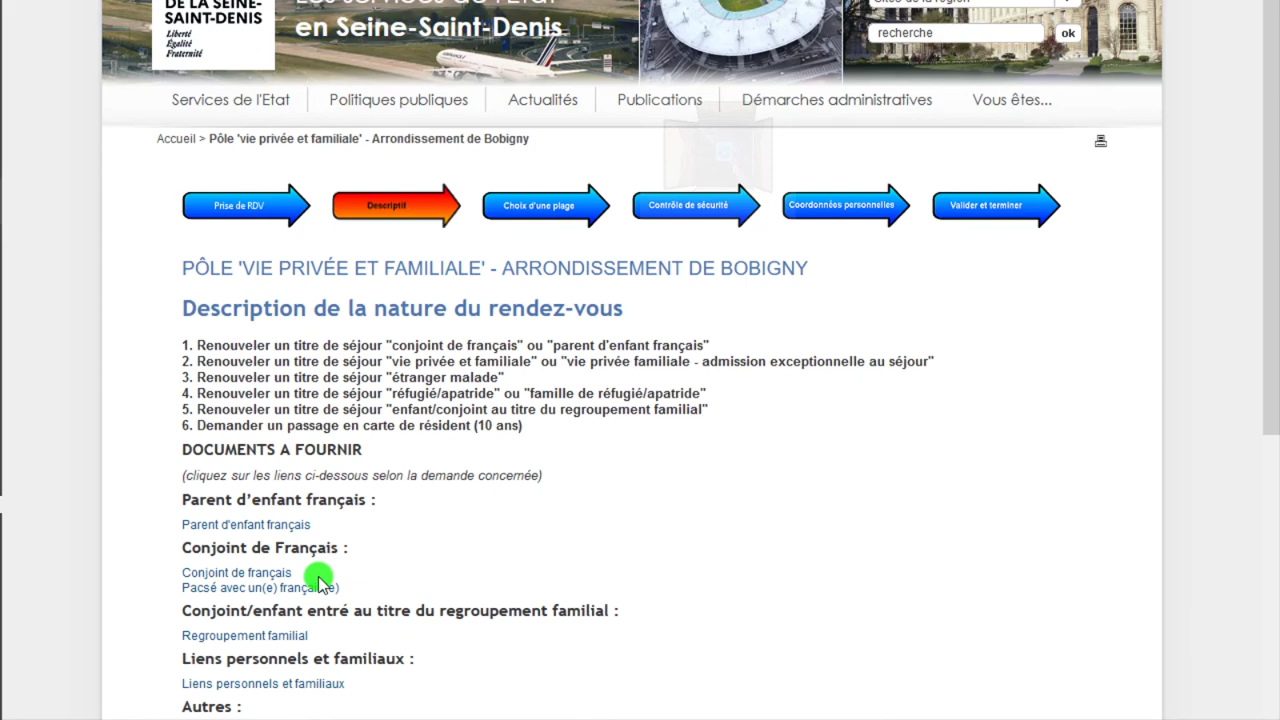 DE LA SEINE-
SAINT-DENIS
Liberté
Égalité
Fraternité
Les services de l'État
en Seine-Saint-Denis
Sites de la région
recherche
ok
Services de l'Etat
Politiques publiques
Actualités
Publications
Démarches administratives
Vous êtes...
Accueil > Pôle 'vie privée et familiale' - Arrondissement de Bobigny
Prise de RDV
Descriptif
Choix d'une plage
Contrôle de sécurité
Coordonnées personnelles
Valider et terminer
PÔLE 'VIE PRIVÉE ET FAMILIALE' - ARRONDISSEMENT DE BOBIGNY
Description de la nature du rendez-vous
1. Renouveler un titre de séjour "conjoint de français" ou "parent d'enfant français"
2. Renouveler un titre de séjour "vie privée et familiale" ou "vie privée familiale - admission exceptionnelle au séjour"
3. Renouveler un titre de séjour "étranger malade"
4. Renouveler un titre de séjour "réfugié/apatride" ou "famille de réfugié/apatride"
5. Renouveler un titre de séjour "enfant/conjoint au titre du regroupement familial"
6. Demander un passage en carte de résident (10 ans)
DOCUMENTS A FOURNIR
(cliquez sur les liens ci-dessous selon la demande concernée)
Parent d'enfant français :
Parent d'enfant français
Conjoint de Français :
Conjoint de français
Pacsé avec un(e) français(e)
Conjoint/enfant entré au titre du regroupement familial :
Regroupement familial
Liens personnels et familiaux :
Liens personnels et familiaux
Autres :